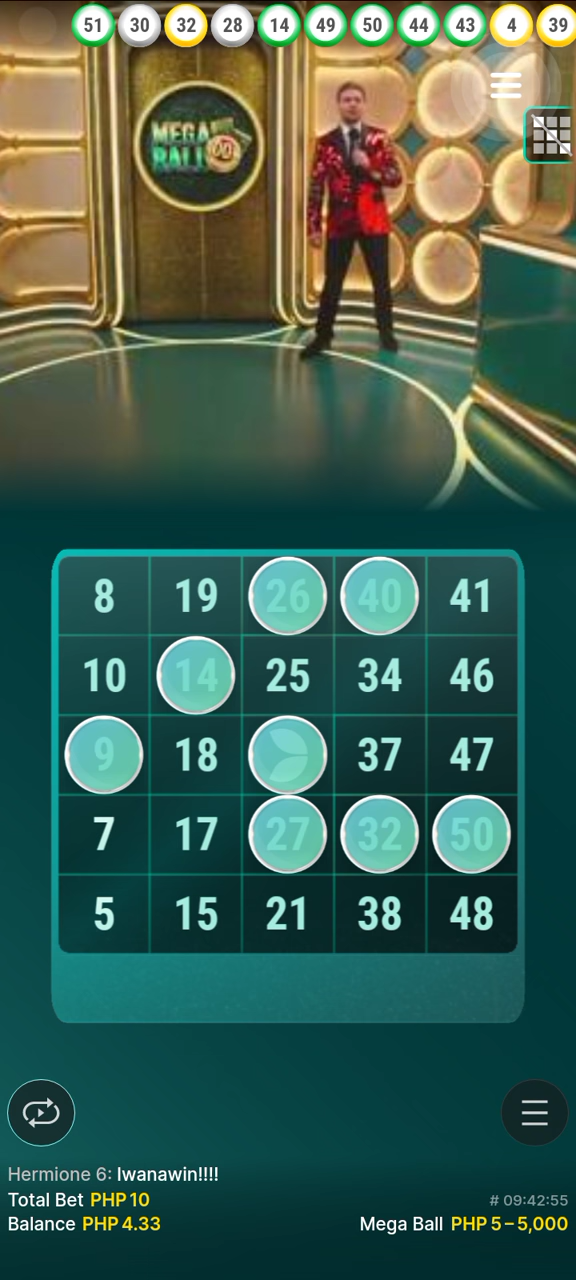 51 30 32 28 14 49 50 44 43 4 39
MEGA
BALL
100
8 19 26 40 41
10 14 25 34 46
9 18 37 47
7 17 27 32 50
5 15 21 38 48
Hermione 6: Iwanawin!!!!
Total Bet PHP 10
# 09:42:55
Balance PHP 4.33
Mega Ball PHP 5–5,000